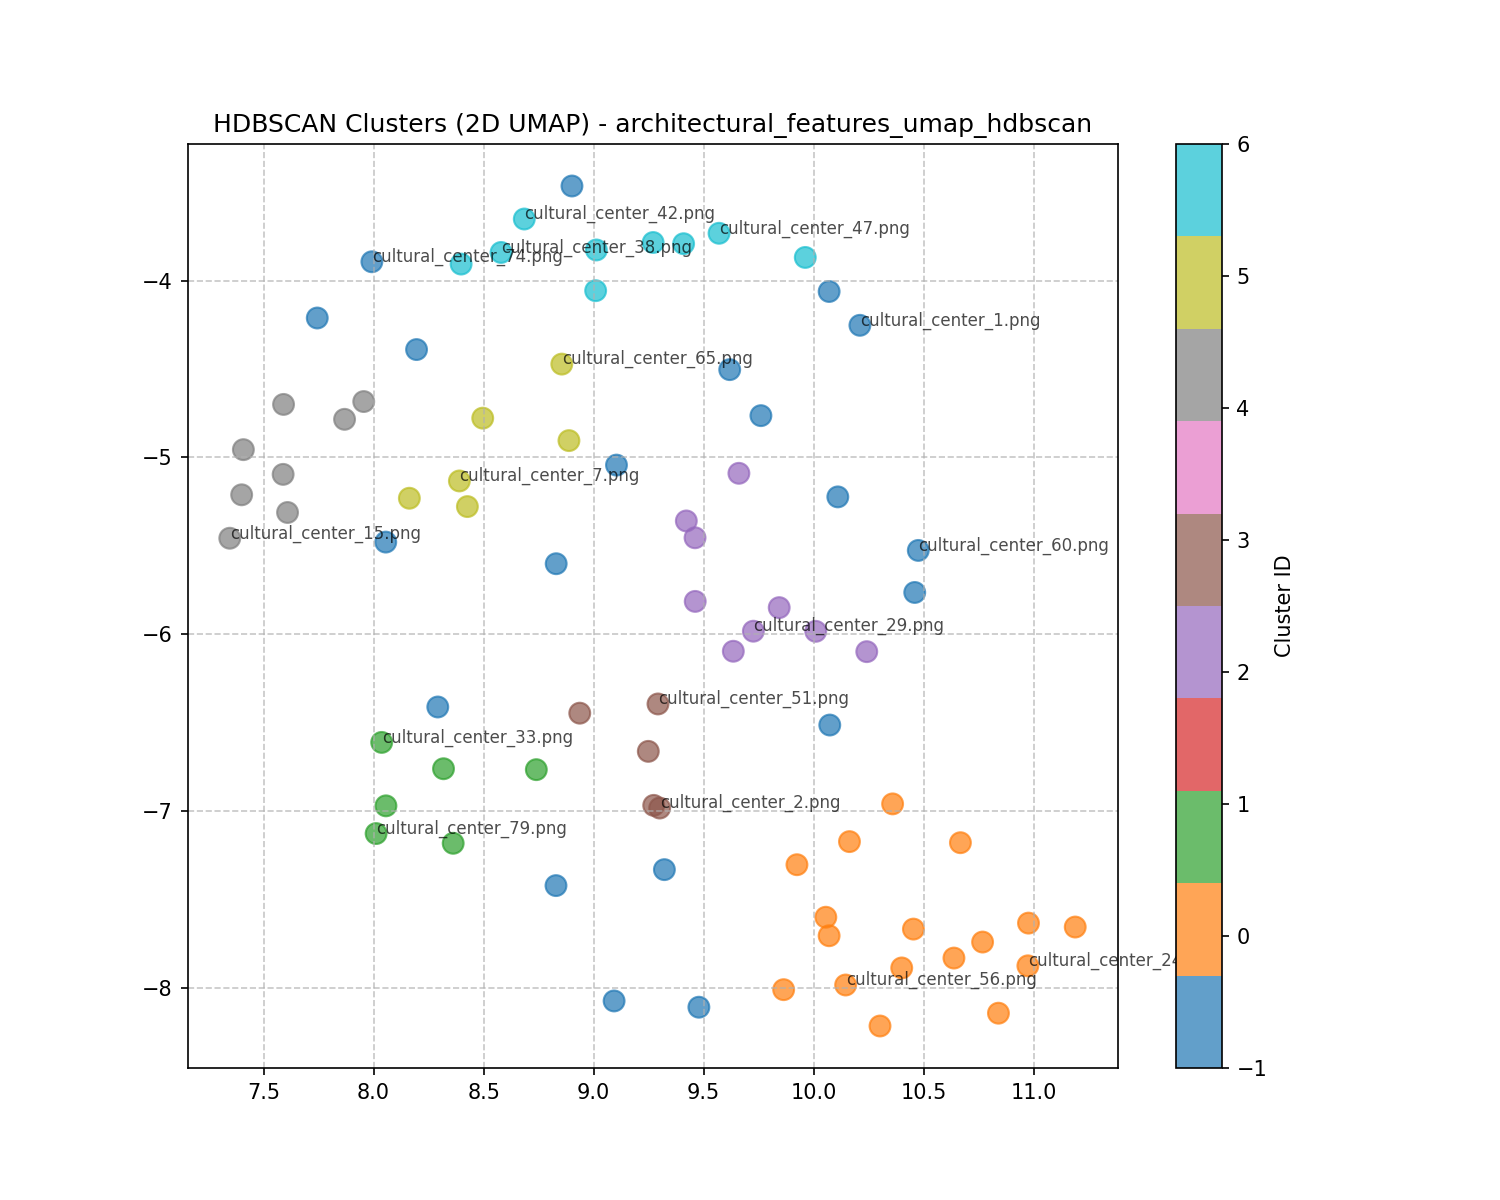 HDBSCAN Clusters (2D UMAP) - architectural_features_umap_hdbscan
cultural_center_42.png
cultural_center_47.png
cultural_center_38.png
cultural_center_74.png
cultural_center_1.png
cultural_center_65.png
cultural_center_7.png
cultural_center_15.png
cultural_center_60.png
cultural_center_29.png
cultural_center_51.png
cultural_center_33.png
cultural_center_2.png
cultural_center_79.png
cultural_center_24
cultural_center_56.png
−4
−5
−6
−7
−8
7.5 8.0 8.5 9.0 9.5 10.0 10.5 11.0
6
5
4
3
2
1
0
−1
Cluster ID